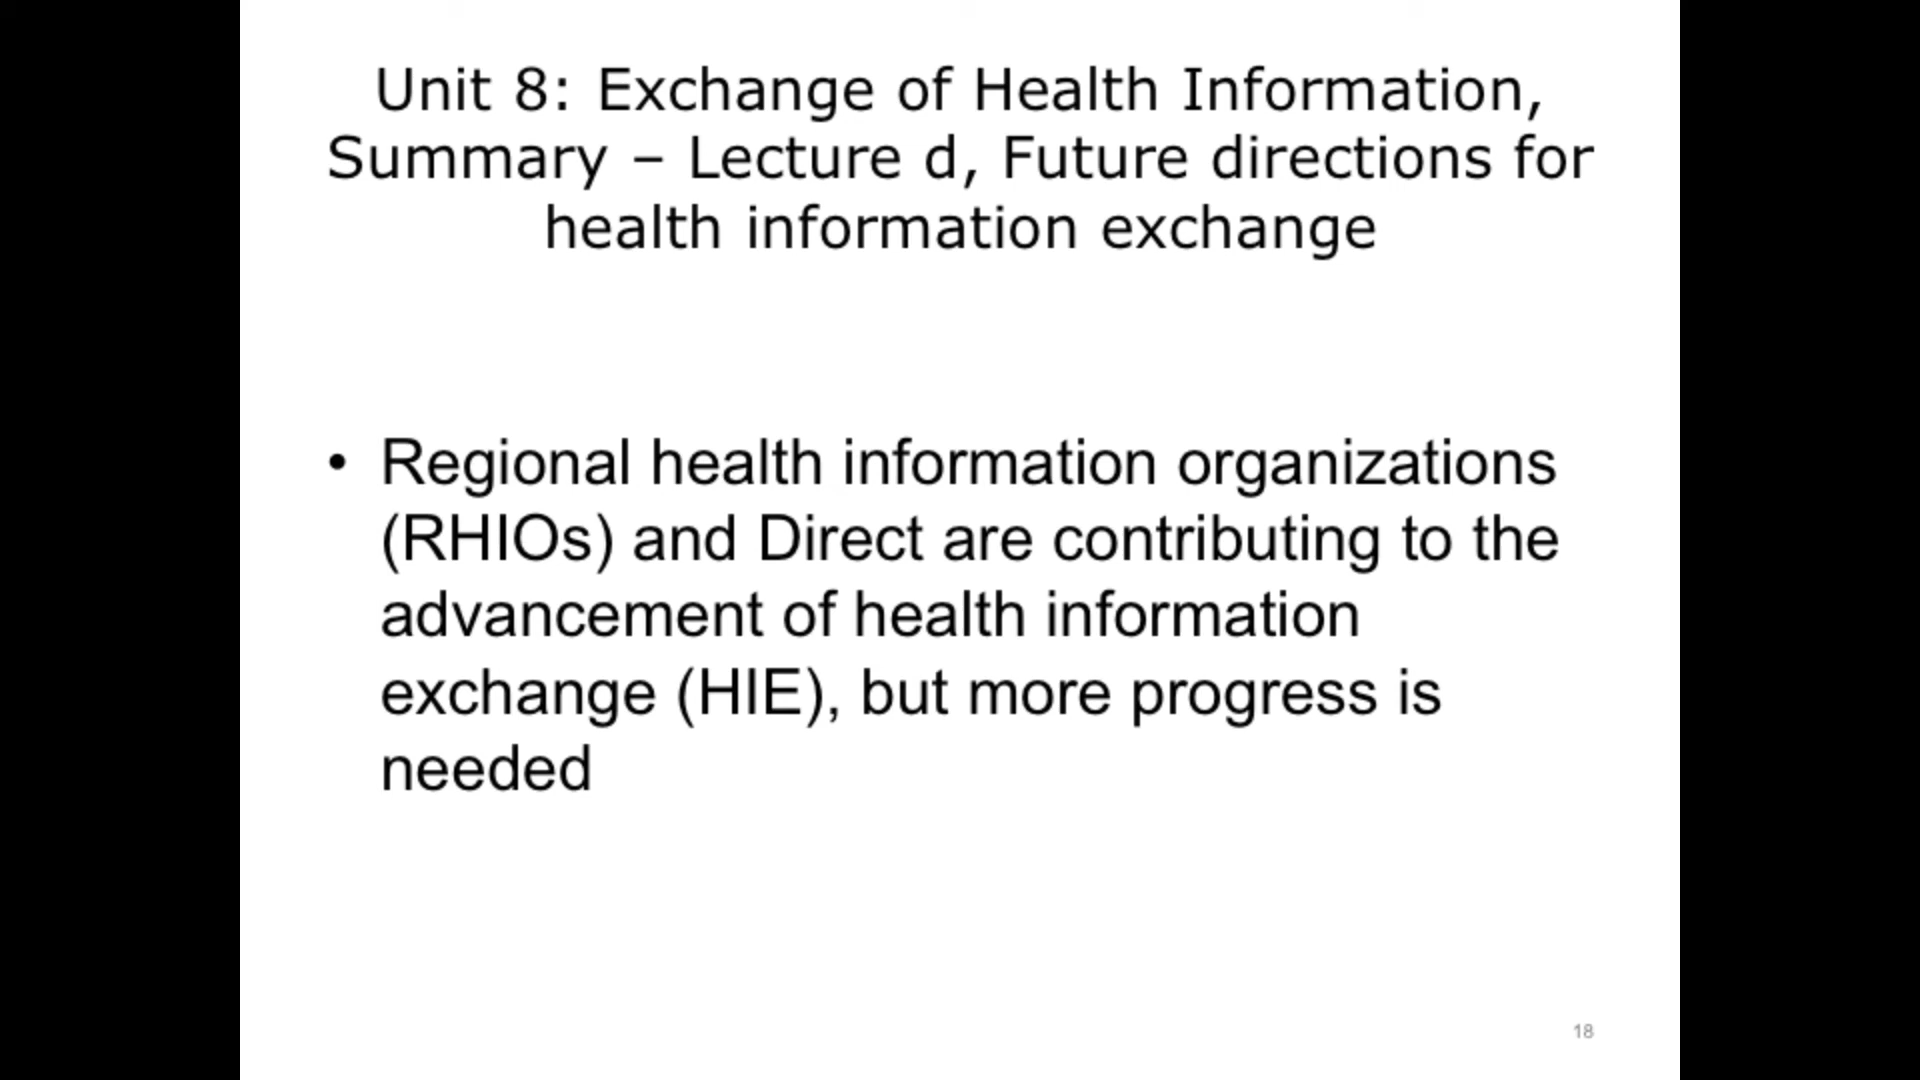 Unit 8: Exchange of Health Information,
Summary – Lecture d, Future directions for
health information exchange
• Regional health information organizations
(RHIOs) and Direct are contributing to the
advancement of health information
exchange (HIE), but more progress is
needed
18